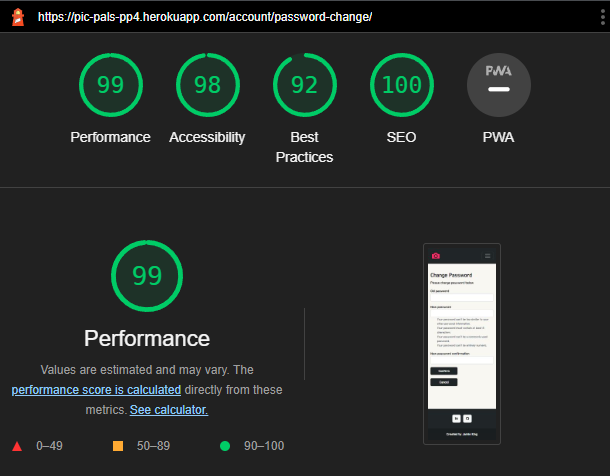 https://pic-pals-pp4.herokuapp.com/account/password-change/
99
98
92
100
PWA
Performance
Accessibility
Best
Practices
SEO
PWA
99
Performance
Values are estimated and may vary. The
performance score is calculated directly from these
metrics. See calculator.
0–49
50–89
90–100
Change Password
Please change password below
Old password
New password
New password confirmation
Confirm
Cancel